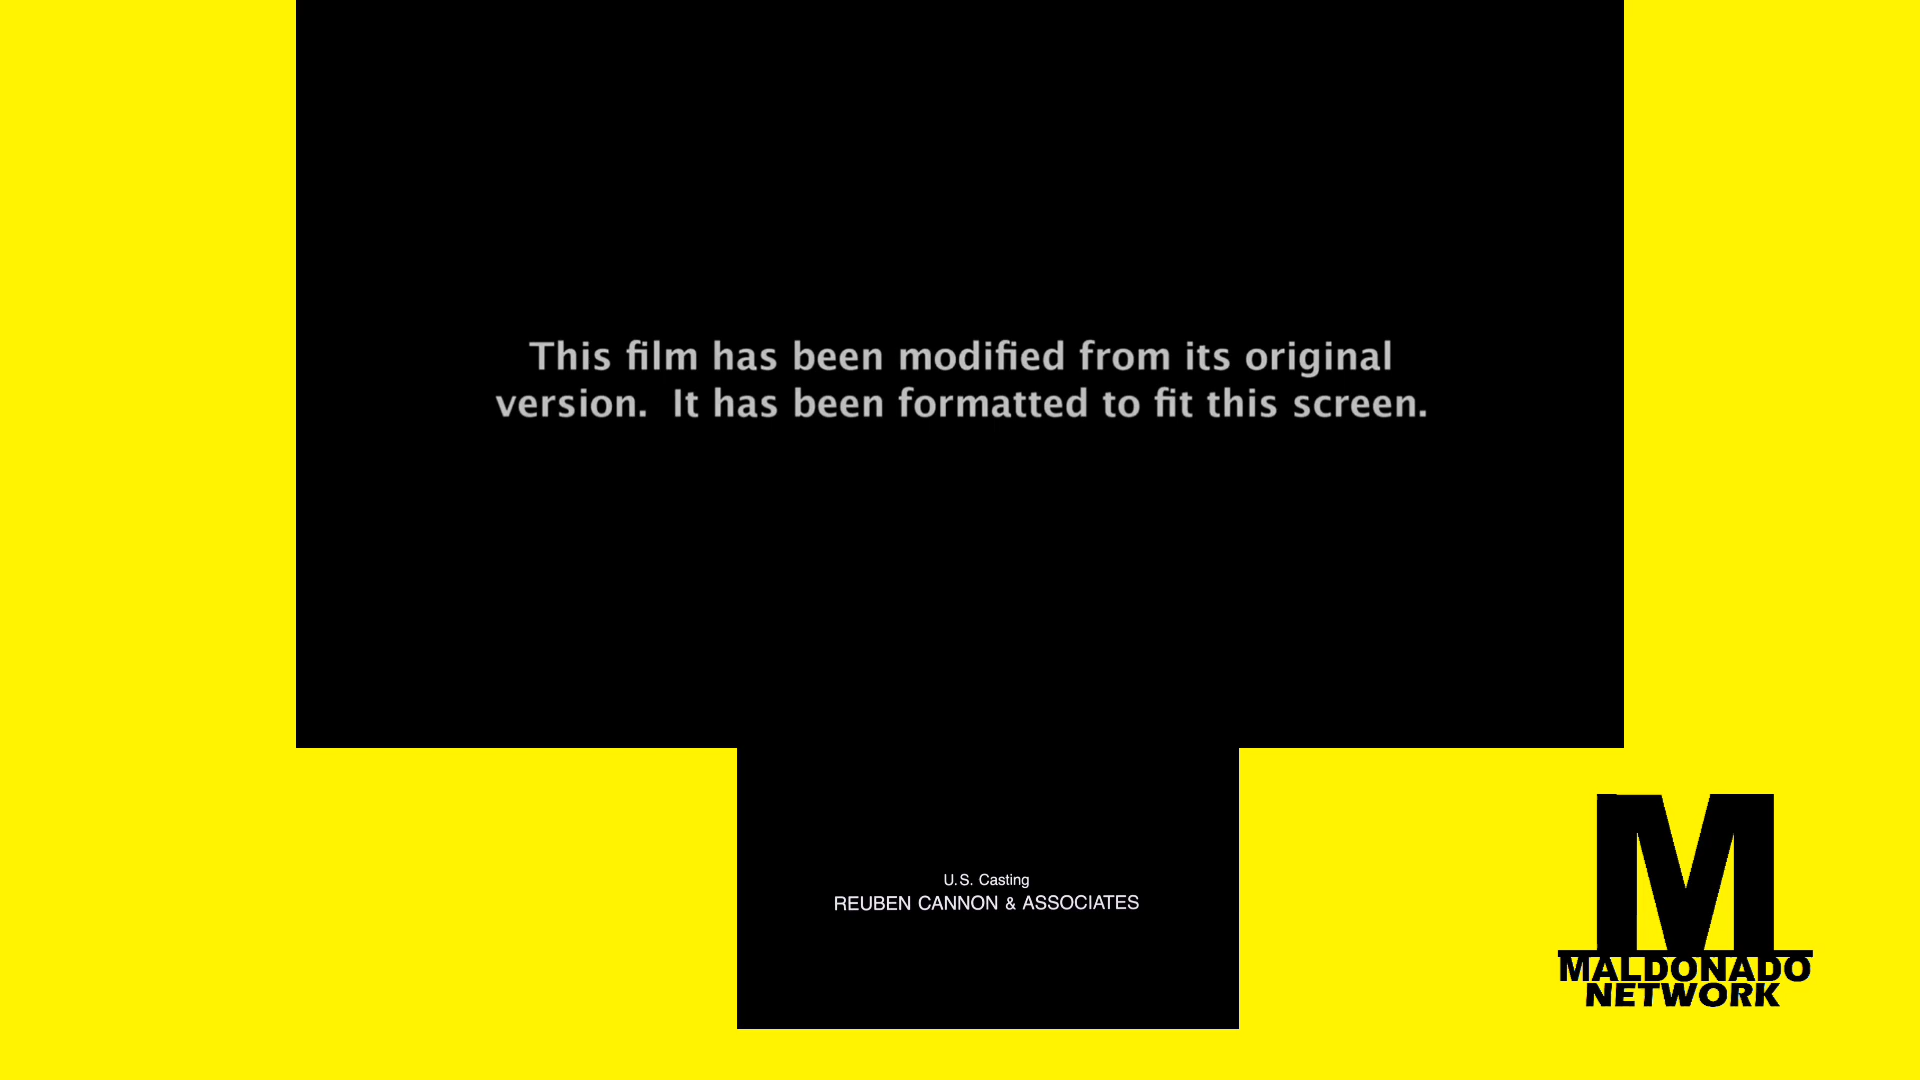 This film has been modified from its original
version.  It has been formatted to fit this screen.
U.S. Casting
REUBEN CANNON & ASSOCIATES
M
MALDONADO
NETWORK